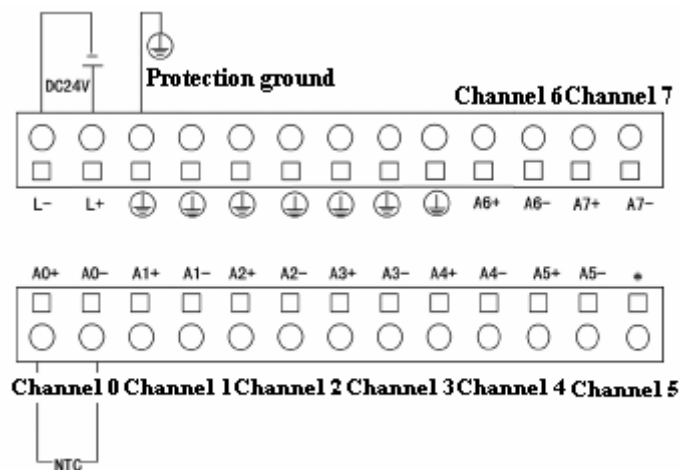 DC24V
Protection ground
Channel 6 Channel 7
L- L+ A6+ A6- A7+ A7-
A0+ A0- A1+ A1- A2+ A2- A3+ A3- A4+ A4- A5+ A5- *
Channel 0 Channel 1 Channel 2 Channel 3 Channel 4 Channel 5
NTC